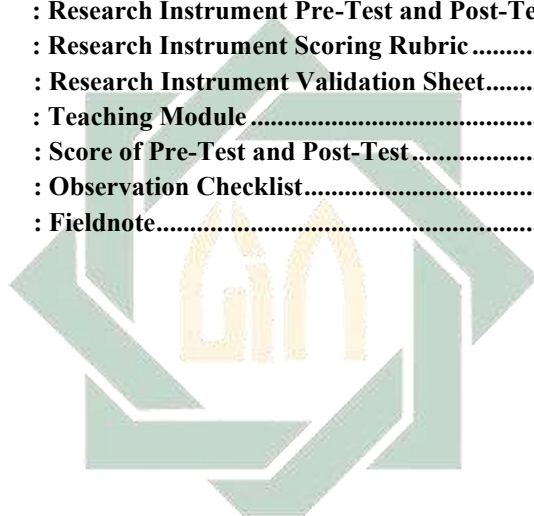 : Research Instrument Pre-Test and Post-Te
: Research Instrument Scoring Rubric..........
: Research Instrument Validation Sheet.......
: Teaching Module.........................................
: Score of Pre-Test and Post-Test..................
: Observation Checklist.................................
: Fieldnote......................................................